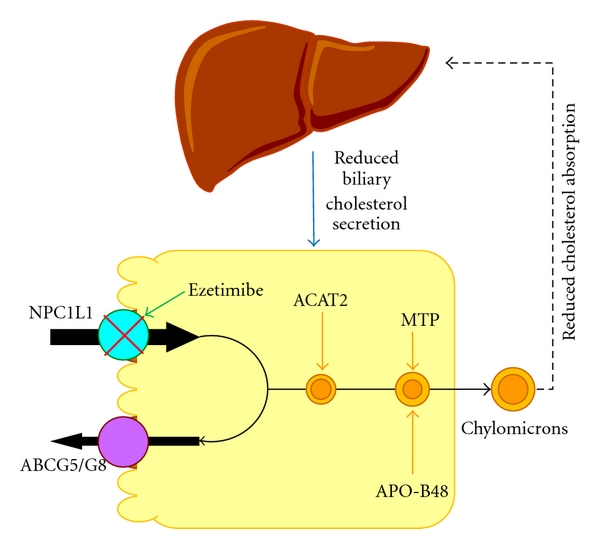 Reduced
biliary
cholesterol
secretion
Reduced cholesterol absorption
Ezetimibe
NPC1L1
ACAT2
MTP
Chylomicrons
ABCG5/G8
APO-B48